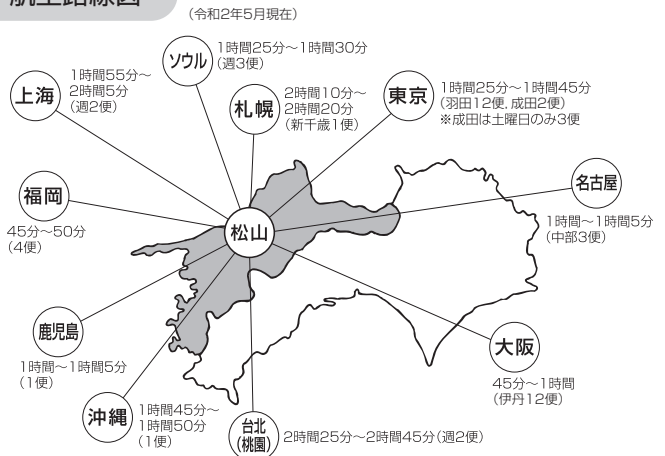 航空路線図
(令和2年5月現在)
ソウル
1時間25分～1時間30分
(週3便)
上海
1時間55分～
2時間5分
(週2便)
札幌
2時間10分～
2時間20分
(新千歳1便)
東京
1時間25分～1時間45分
(羽田12便、成田2便)
※成田は土曜日のみ3便
福岡
45分～50分
(4便)
名古屋
1時間～1時間5分
(中部3便)
松山
鹿児島
1時間～1時間5分
(1便)
大阪
45分～1時間
(伊丹12便)
沖縄
1時間45分～
1時間50分
(1便)
台北
(桃園)
2時間25分～2時間45分(週2便)